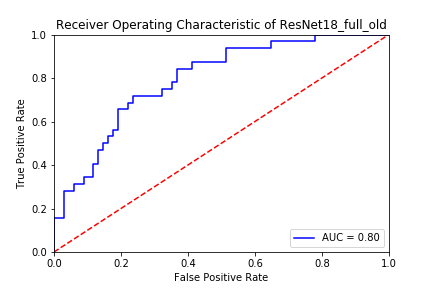 Receiver Operating Characteristic of ResNet18_full_old
1.0
0.8
0.6
0.4
0.2
0.0
True Positive Rate
0.0 0.2 0.4 0.6 0.8 1.0
False Positive Rate
AUC = 0.80